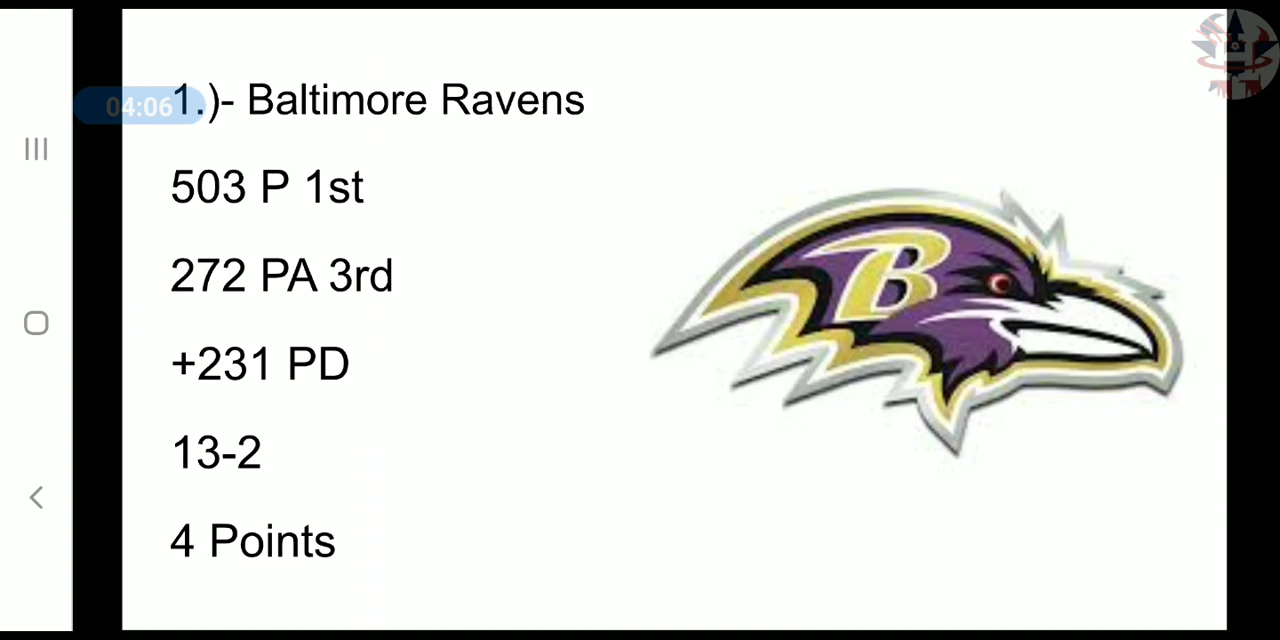 04:06
1.)- Baltimore Ravens
503 P 1st
272 PA 3rd
+231 PD
13-2
4 Points
B